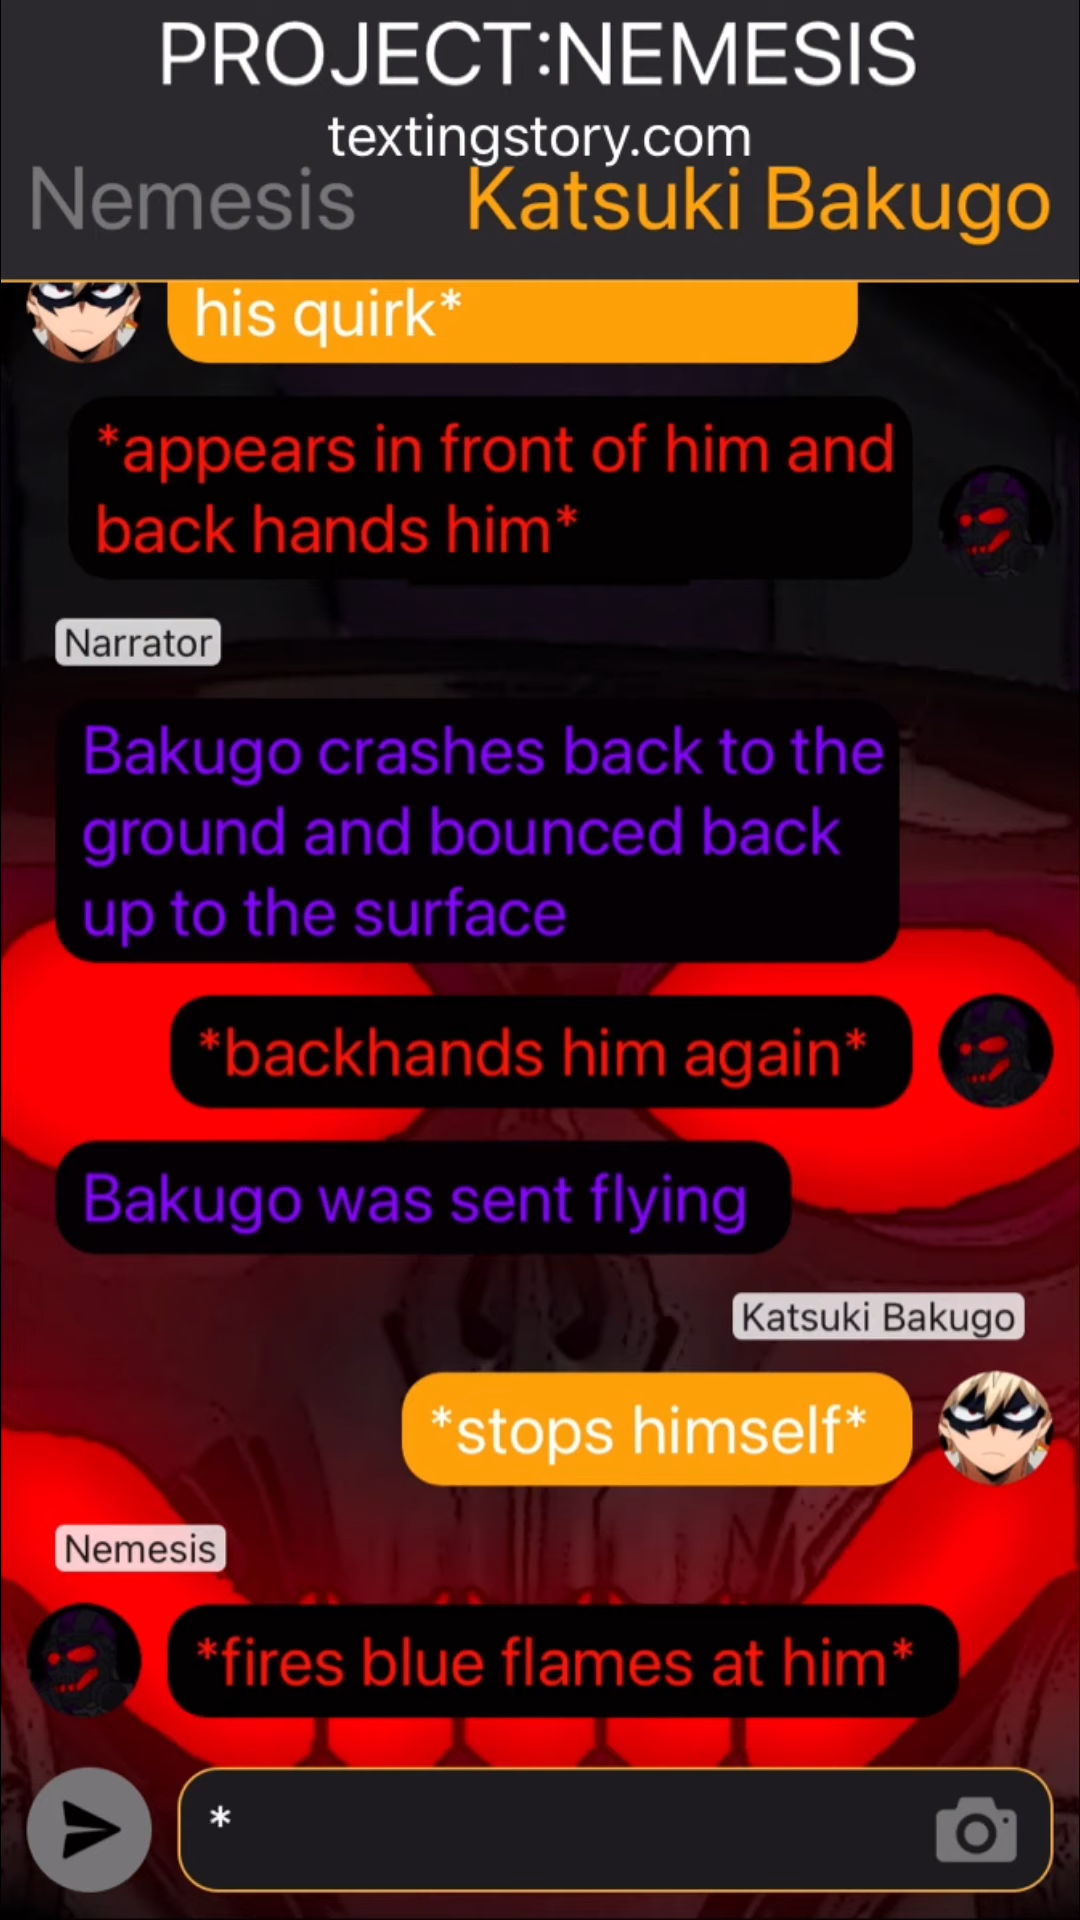 PROJECT:NEMESIS
textingstory.com
Nemesis Katsuki Bakugo
his quirk*
*appears in front of him and
back hands him*
Narrator
Bakugo crashes back to the
ground and bounced back
up to the surface
*backhands him again*
Bakugo was sent flying
Katsuki Bakugo
*stops himself*
Nemesis
*fires blue flames at him*
*